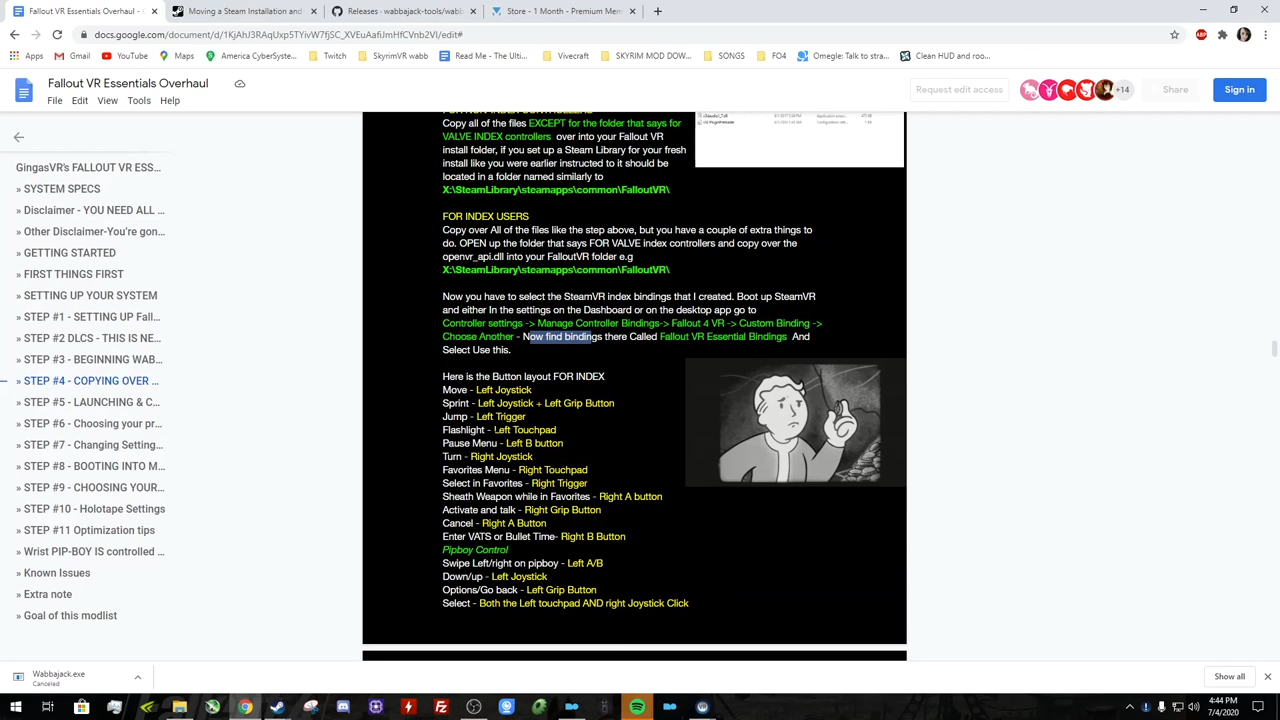 Fallout VR Essentials Overhaul -
Moving a Steam Installation and
Releases · wabbajack-tools/wabb
Store - 1 Modern Premium ·
docs.google.com/document/d/
Apps
Gmail
YouTube
Maps
America CyberSafety...
Twitch
SkyrimVR wabb
Read Me - The Ulti...
Vivecraft
SKYRIM MOD DOW...
SONGS
FO4
Omegle: Talk to stra...
Clean HUD and roo...
Fallout VR Essentials Overhaul
File Edit View Tools Help
Request edit access
+14
Share
Sign in
GingasVR's FALLOUT VR ESS...
» SYSTEM SPECS
» Disclaimer - YOU NEED ALL ...
» Other Disclaimer-You're gon...
» GETTING STARTED
» FIRST THINGS FIRST
» SETTING UP YOUR SYSTEM
» STEP #1 - SETTING UP Fall...
- THIS IS NE...
» STEP #3 - BEGINNING WAB...
» STEP #4 - COPYING OVER ...
» STEP #5 - LAUNCHING & C...
» STEP #6 - Choosing your pr...
» STEP #7 - Changing Setting...
» STEP #8 - BOOTING INTO M...
» STEP #9 - CHOOSING YOUR...
» STEP #10 - Holotape Settings
» STEP #11 Optimization tips
» Wrist PIP-BOY IS controlled ...
» Known Issues
» Extra note
» Goal of this modlist
Copy all of the files EXCEPT for the folder that says for
VALVE INDEX controllers over into your Fallout VR
install folder, if you set up a Steam Library for your fresh
install like you were earlier instructed to it should be
located in a folder named similarly to
X:\SteamLibrary\steamapps\common\FalloutVR\
FOR INDEX USERS
Copy over All of the files like the step above, but you have a couple of extra things to
do. OPEN up the folder that says FOR VALVE index controllers and copy over the
openvr_api.dll into your FalloutVR folder e.g
X:\SteamLibrary\steamapps\common\FalloutVR\
Now you have to select the SteamVR index bindings that I created. Boot up SteamVR
and either In the settings on the Dashboard or on the desktop app go to
Controller settings -> Manage Controller Bindings-> Fallout 4 VR -> Custom Binding ->
Choose Another - Now find bindings there Called Fallout VR Essential Bindings And
Select Use this.
Here is the Button layout FOR INDEX
Move - Left Joystick
Sprint - Left Joystick + Left Grip Button
Jump - Left Trigger
Flashlight - Left Touchpad
Pause Menu - Left B button
Turn - Right Joystick
Favorites Menu - Right Touchpad
Select in Favorites - Right Trigger
Sheath Weapon while in Favorites - Right A button
Activate and talk - Right Grip Button
Cancel - Right A Button
Enter VATS or Bullet Time- Right B Button
Pipboy Control
Swipe Left/right on pipboy - Left A/B
Down/up - Left Joystick
Options/Go back - Left Grip Button
Select - Both the Left touchpad AND right Joystick Click
Wabbajack.exe
Canceled
Show all
4:44 PM
7/4/2020